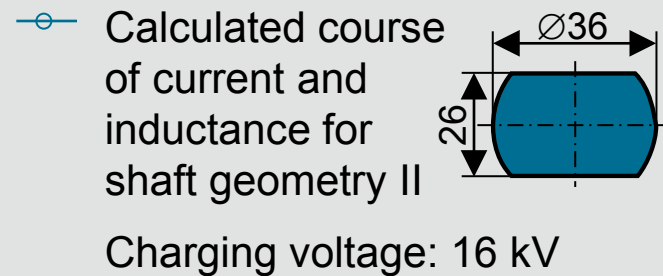 Calculated course
of current and
inductance for
shaft geometry II
∅36
26
Charging voltage: 16 kV